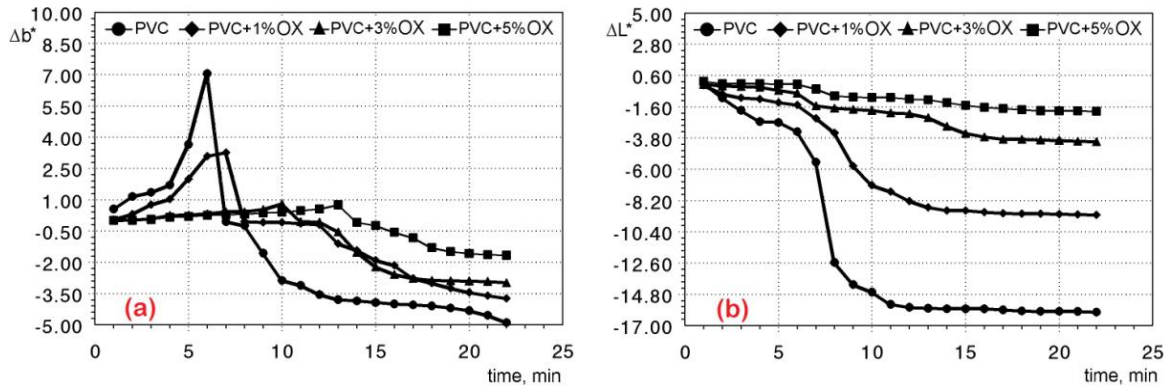 Δb*
10.00
PVC PVC+1%OX PVC+3%OX PVC+5%OX
8.50
7.00
5.50
4.00
2.50
1.00
-0.50
-2.00
-3.50
-5.00
(a)
0 5 10 15 20 25
time, min
ΔL*
5.00
PVC PVC+1%OX PVC+3%OX PVC+5%OX
2.80
0.60
-1.60
-3.80
-6.00
-8.20
-10.40
-12.60
-14.80
-17.00
(b)
0 5 10 15 20 25
time, min